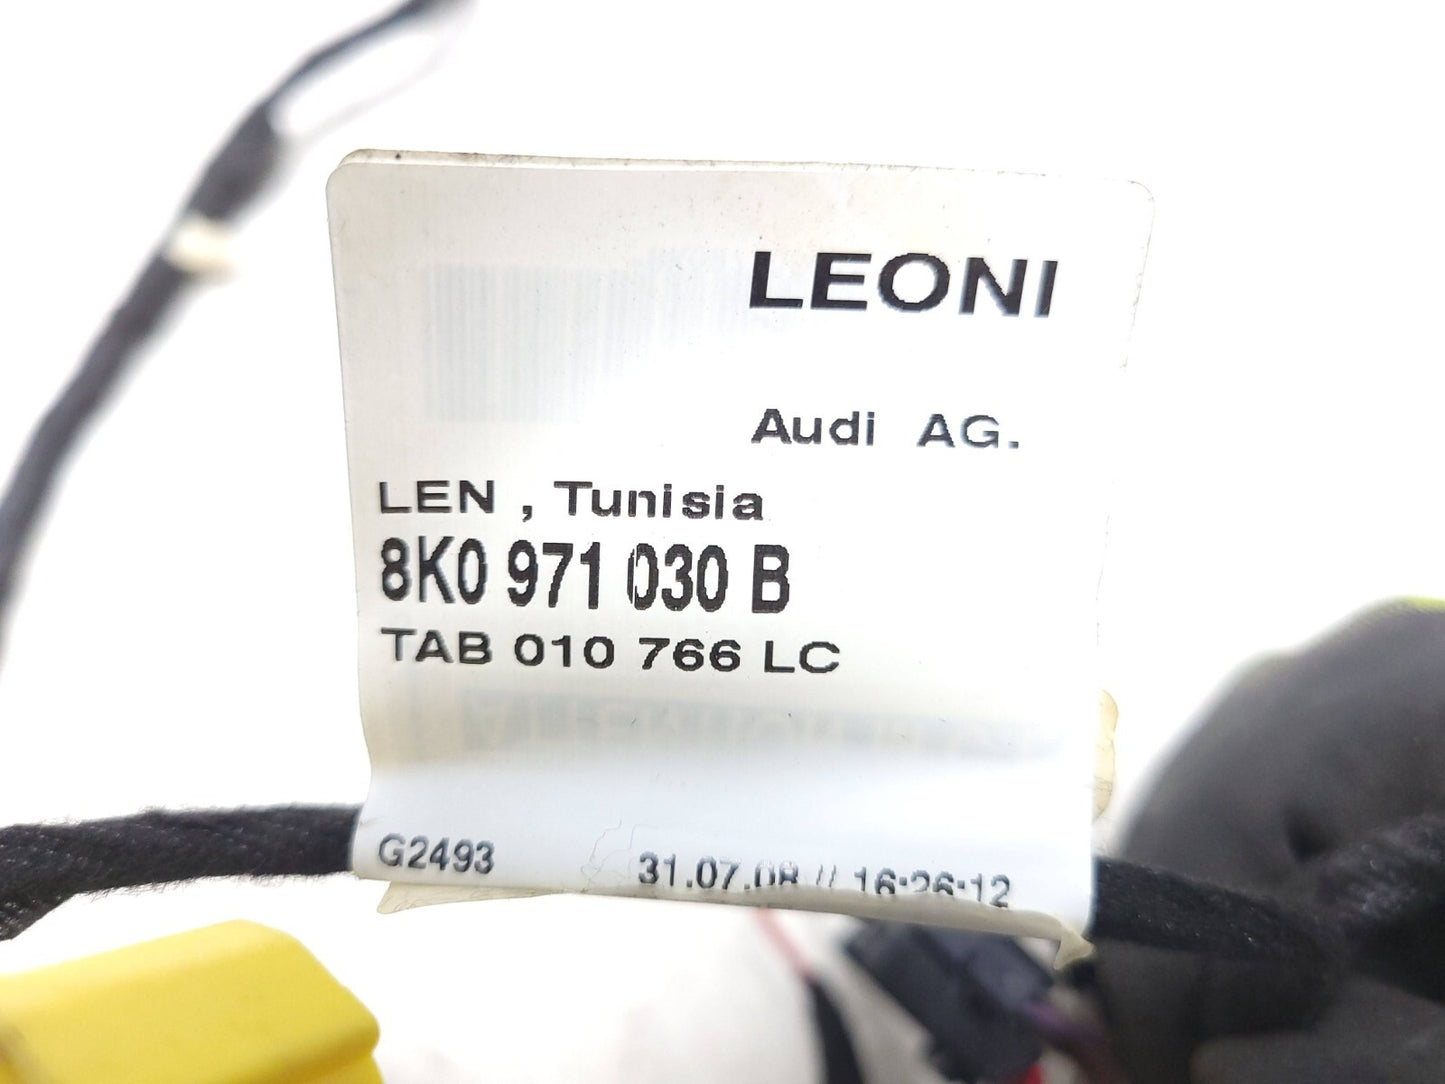 LEONI
Audi AG.
LEN , Tunisia
8K0 971 030 B
TAB 010 766 LC
G2493
31.07.08 // 16:26:12